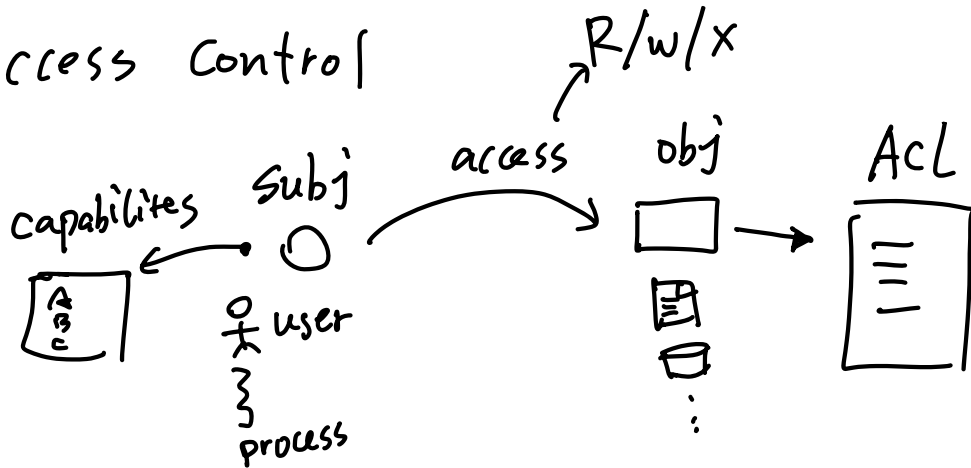 ccess Control
R/W/X
access
obj
ACL
subj
capabilites
A
B
C
user
process